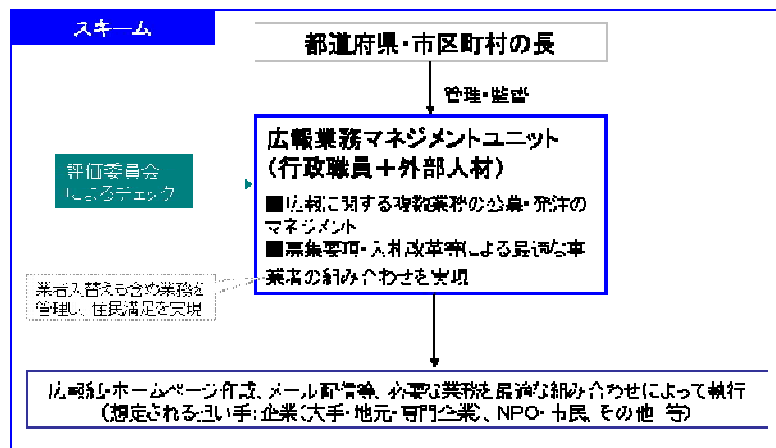 スキーム
都道府県・市区町村の長
管理・監督
広報業務マネジメントユニット
（行政職員＋外部人材）
評価委員会
によるチェック
■広報に関する複数業務の公募・発注の
マネジメント
■募集要項・入札改革等による最適な事
業者の組み合わせを実現
業者入替えも含め業務を
管理し、住民満足を実現
広報紙・ホームページ作成、メール配信等、必要な業務を最適な組み合わせによって執行
（想定される担い手：企業（大手・地元・専門企業）、NPO・市民、その他 等）